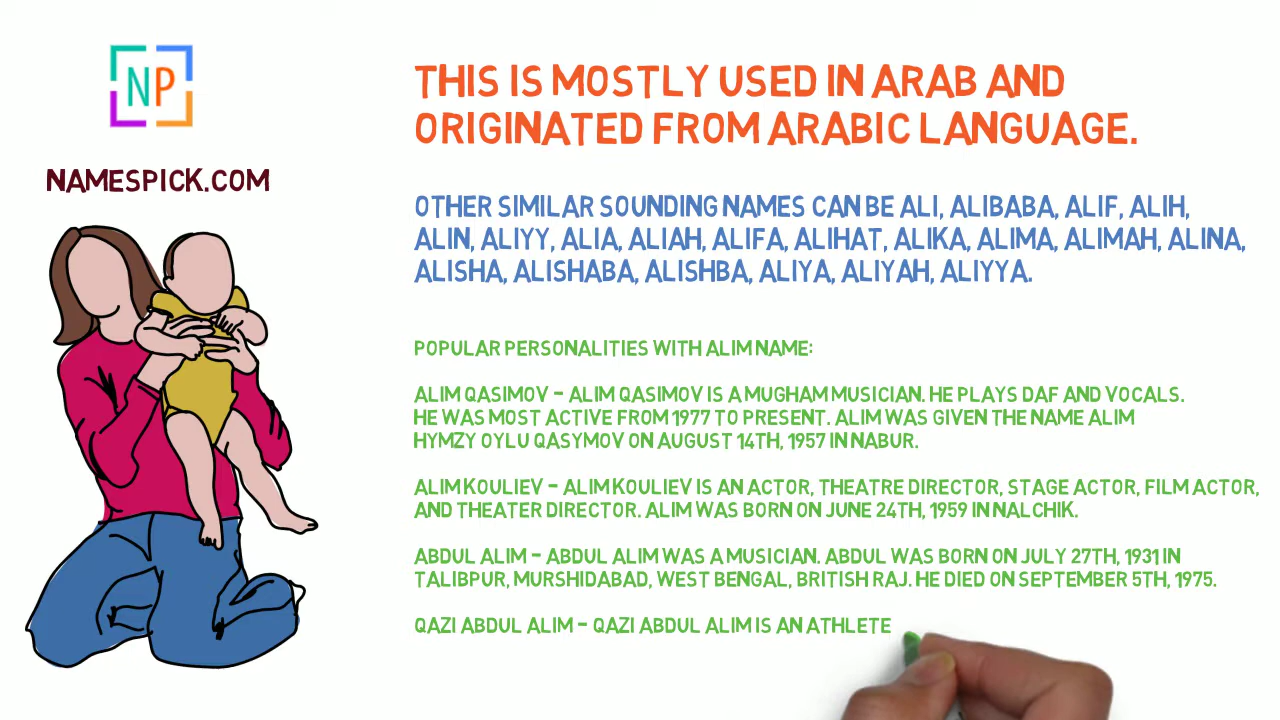 NP
NAMESPICK.COM
THIS IS MOSTLY USED IN ARAB AND
ORIGINATED FROM ARABIC LANGUAGE.
OTHER SIMILAR SOUNDING NAMES CAN BE ALI, ALIBABA, ALIF, ALIH,
ALIN, ALIYY, ALIA, ALIAH, ALIFA, ALIHAT, ALIKA, ALIMA, ALIMAH, ALINA,
ALISHA, ALISHABA, ALISHBA, ALIYA, ALIYAH, ALIYYA.
POPULAR PERSONALITIES WITH ALIM NAME:
ALIM QASIMOV - ALIM QASIMOV IS A MUGHAM MUSICIAN. HE PLAYS DAF AND VOCALS.
HE WAS MOST ACTIVE FROM 1977 TO PRESENT. ALIM WAS GIVEN THE NAME ALIM
HYMZY OYLU QASYMOV ON AUGUST 14TH, 1957 IN NABUR.
ALIM KOULIEV - ALIM KOULIEV IS AN ACTOR, THEATRE DIRECTOR, STAGE ACTOR, FILM ACTOR,
AND THEATER DIRECTOR. ALIM WAS BORN ON JUNE 24TH, 1959 IN NALCHIK.
ABDUL ALIM - ABDUL ALIM WAS A MUSICIAN. ABDUL WAS BORN ON JULY 27TH, 1931 IN
TALIBPUR, MURSHIDABAD, WEST BENGAL, BRITISH RAJ. HE DIED ON SEPTEMBER 5TH, 1975.
QAZI ABDUL ALIM - QAZI ABDUL ALIM IS AN ATHLETE